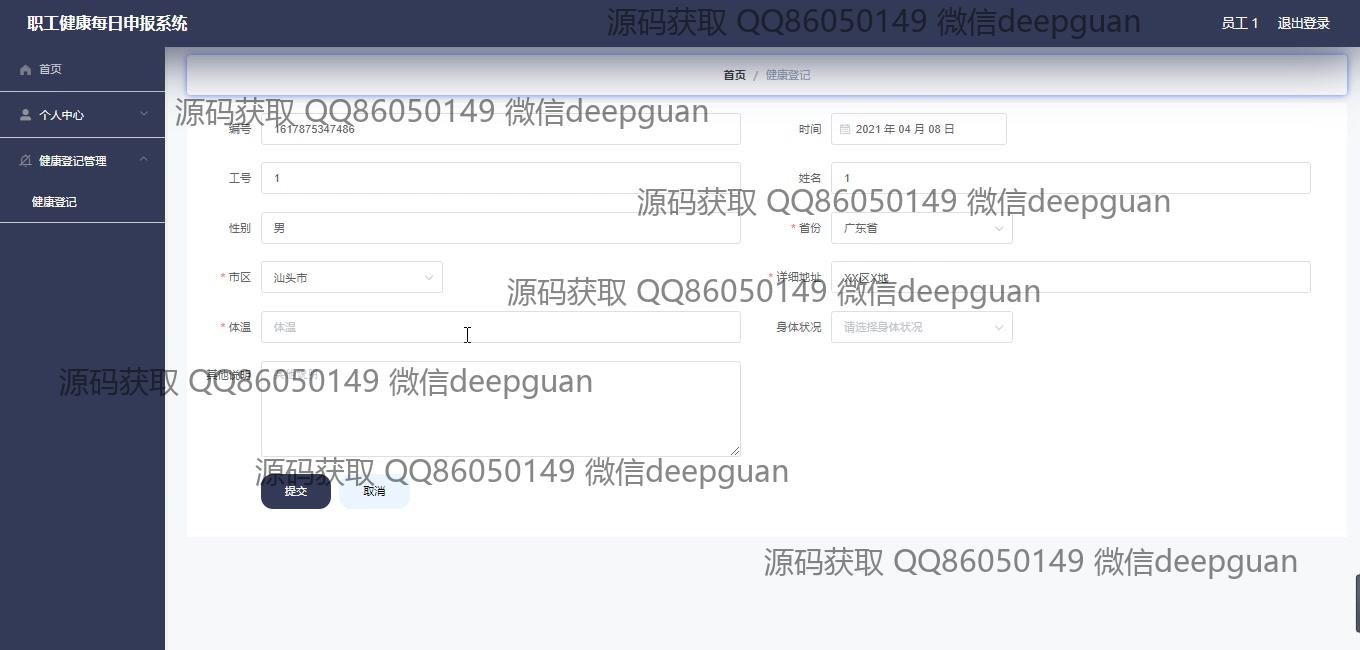 职工健康每日申报系统
源码获取 QQ86050149 微信deepguan
员工 1 退出登录
首页
首页 / 健康登记
个人中心
源码获取 QQ86050149 微信deepguan
编号 1617875347486 时间 2021 年 04 月 08 日
健康登记管理
工号 1 姓名 1
健康登记
源码获取 QQ86050149 微信deepguan
性别 男 * 省份 广东省
* 市区 汕头市 * 详细地址 XX区X地
源码获取 QQ86050149 微信deepguan
* 体温 体温 身体状况 请选择身体状况
其他说明 其他说明
源码获取 QQ86050149 微信deepguan
源码获取 QQ86050149 微信deepguan
提交 取消
源码获取 QQ86050149 微信deepguan